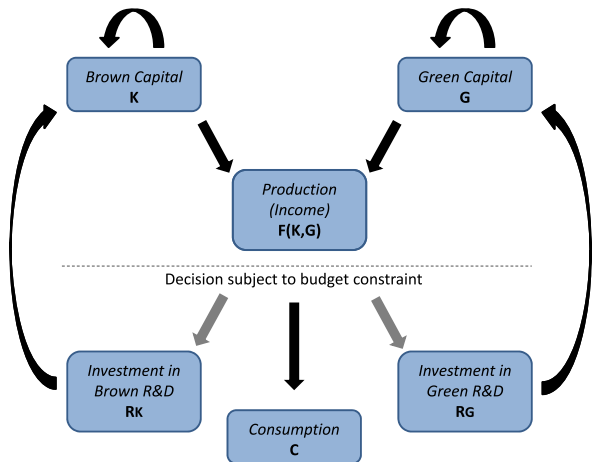 Brown Capital
K
Green Capital
G
Production
(Income)
F(K,G)
Decision subject to budget constraint
Investment in
Brown R&D
RK
Investment in
Green R&D
RG
Consumption
C